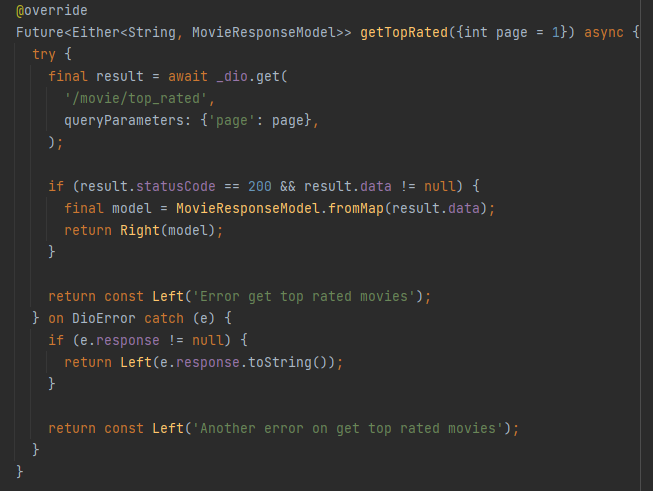 @override
Future<Either<String, MovieResponseModel>> getTopRated({int page = 1}) async {
  try {
    final result = await _dio.get(
      '/movie/top_rated',
      queryParameters: {'page': page},
    );

    if (result.statusCode == 200 && result.data != null) {
      final model = MovieResponseModel.fromMap(result.data);
      return Right(model);
    }

    return const Left('Error get top rated movies');
  } on DioError catch (e) {
    if (e.response != null) {
      return Left(e.response.toString());
    }

    return const Left('Another error on get top rated movies');
  }
}